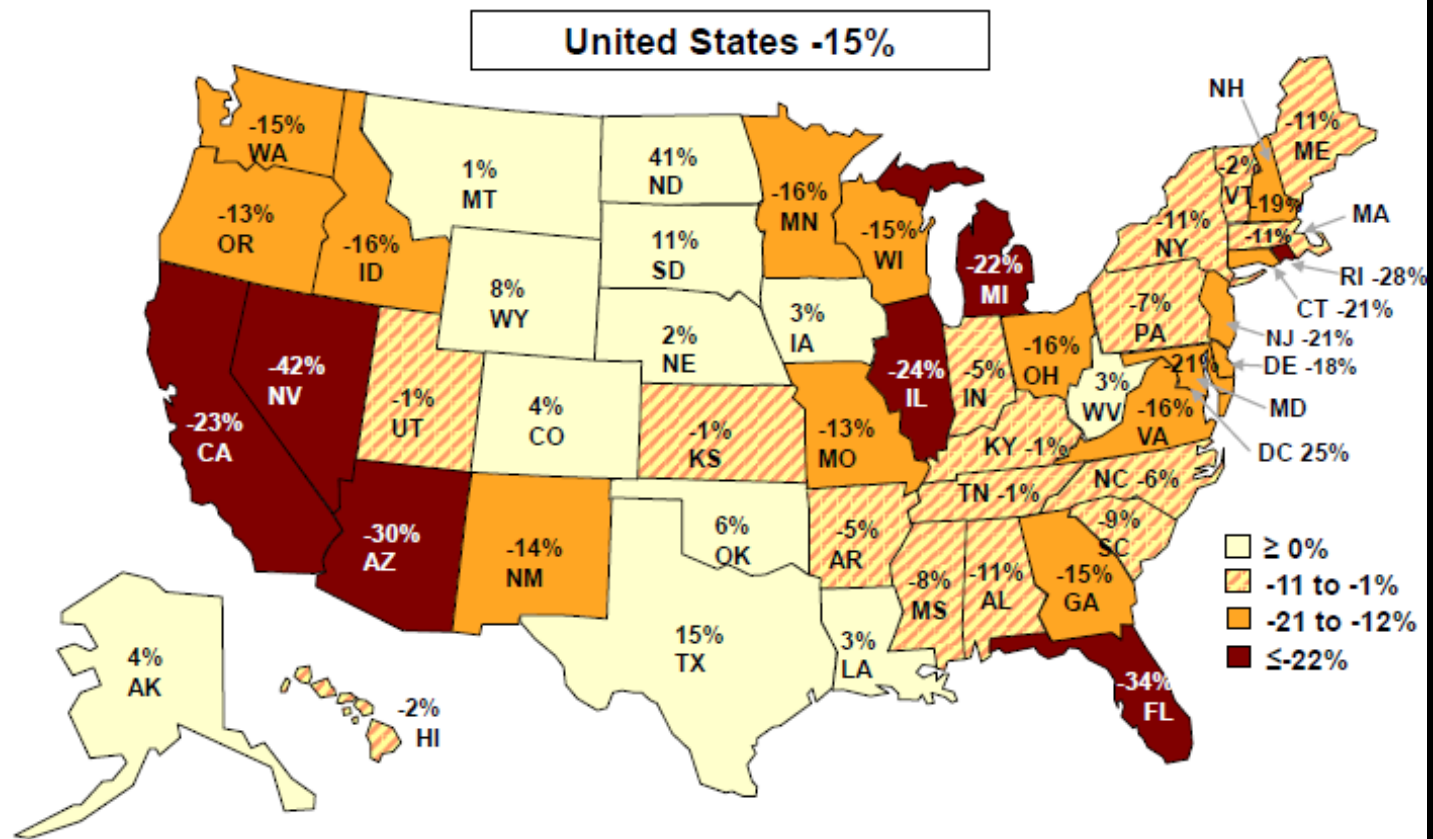 United States -15%
NH
-15%
WA
1%
MT
41%
ND
-16%
MN
-11%
ME
-2%
VT
-19%
MA
-13%
OR
-16%
ID
11%
SD
-15%
WI
-22%
MI
-11%
NY
-11%
RI -28%
CT -21%
8%
WY
3%
IA
-7%
PA
NJ -21%
2%
NE
-16%
OH
-21%
DE -18%
-42%
NV
-24%
IL
-5%
IN
3%
WV
MD
-23%
CA
-1%
UT
4%
CO
-1%
KS
-13%
MO
KY -1%
-16%
VA
DC 25%
TN -1%
NC -6%
-30%
AZ
-14%
NM
6%
OK
-5%
AR
-9%
SC
-8%
MS
-11%
AL
-15%
GA
≥ 0%
-11 to -1%
-21 to -12%
≤-22%
4%
AK
-2%
HI
15%
TX
3%
LA
-34%
FL